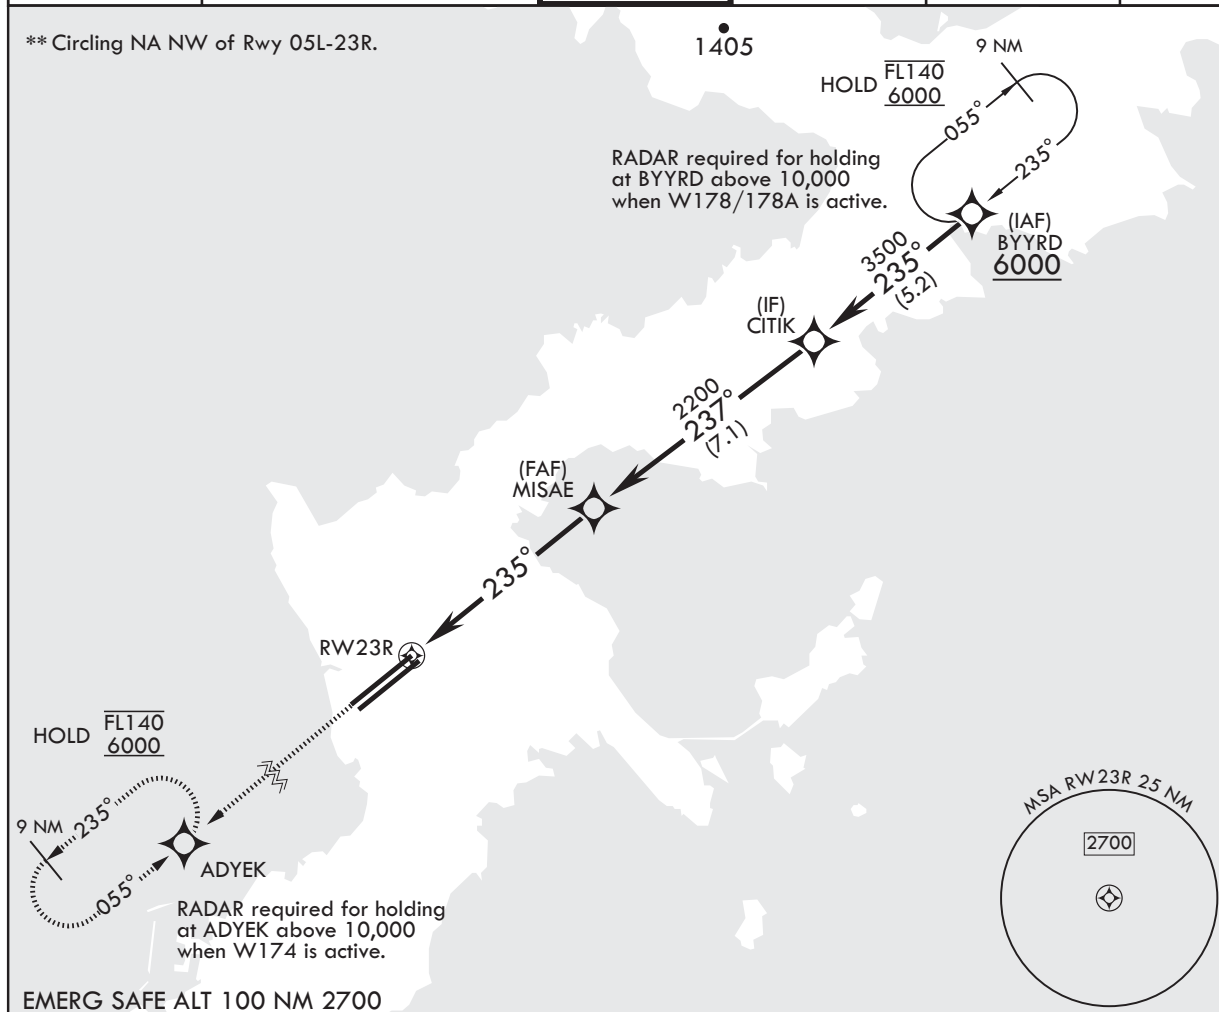 ** Circling NA NW of Rwy 05L-23R.
1405
9 NM
HOLD FL140
6000
055°
235°
RADAR required for holding
at BYYRD above 10,000
when W178/178A is active.
(IAF)
BYYRD
6000
3500
235°
(5.2)
(IF)
CITIK
2200
237°
(7.1)
(FAF)
MISAE
235°
RW23R
HOLD FL140
6000
235°
9 NM
055°
ADYEK
RADAR required for holding
at ADYEK above 10,000
when W174 is active.
MSA RW23R 25 NM
2700
EMERG SAFE ALT 100 NM 2700